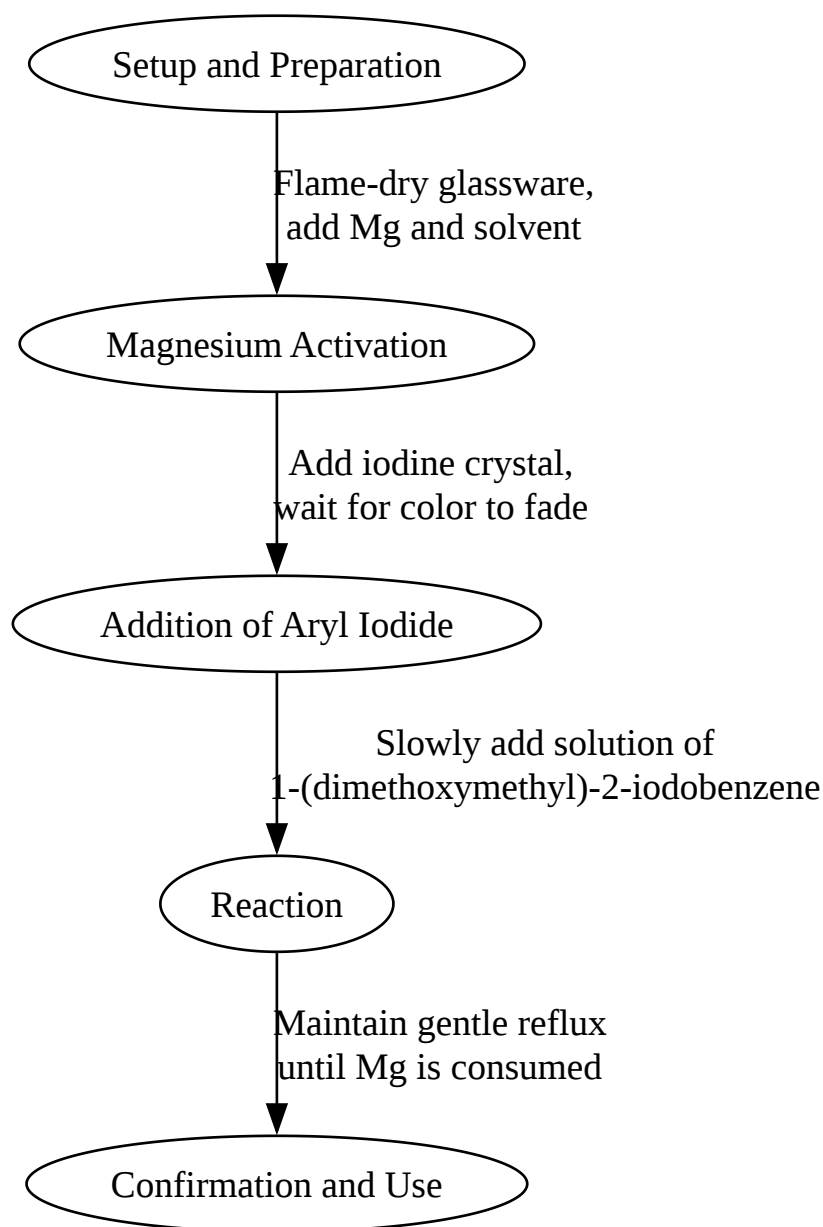 Setup and Preparation
Flame-dry glassware,
add Mg and solvent
Magnesium Activation
Add iodine crystal,
wait for color to fade
Addition of Aryl Iodide
Slowly add solution of
1-(dimethoxymethyl)-2-iodobenzene
Reaction
Maintain gentle reflux
until Mg is consumed
Confirmation and Use